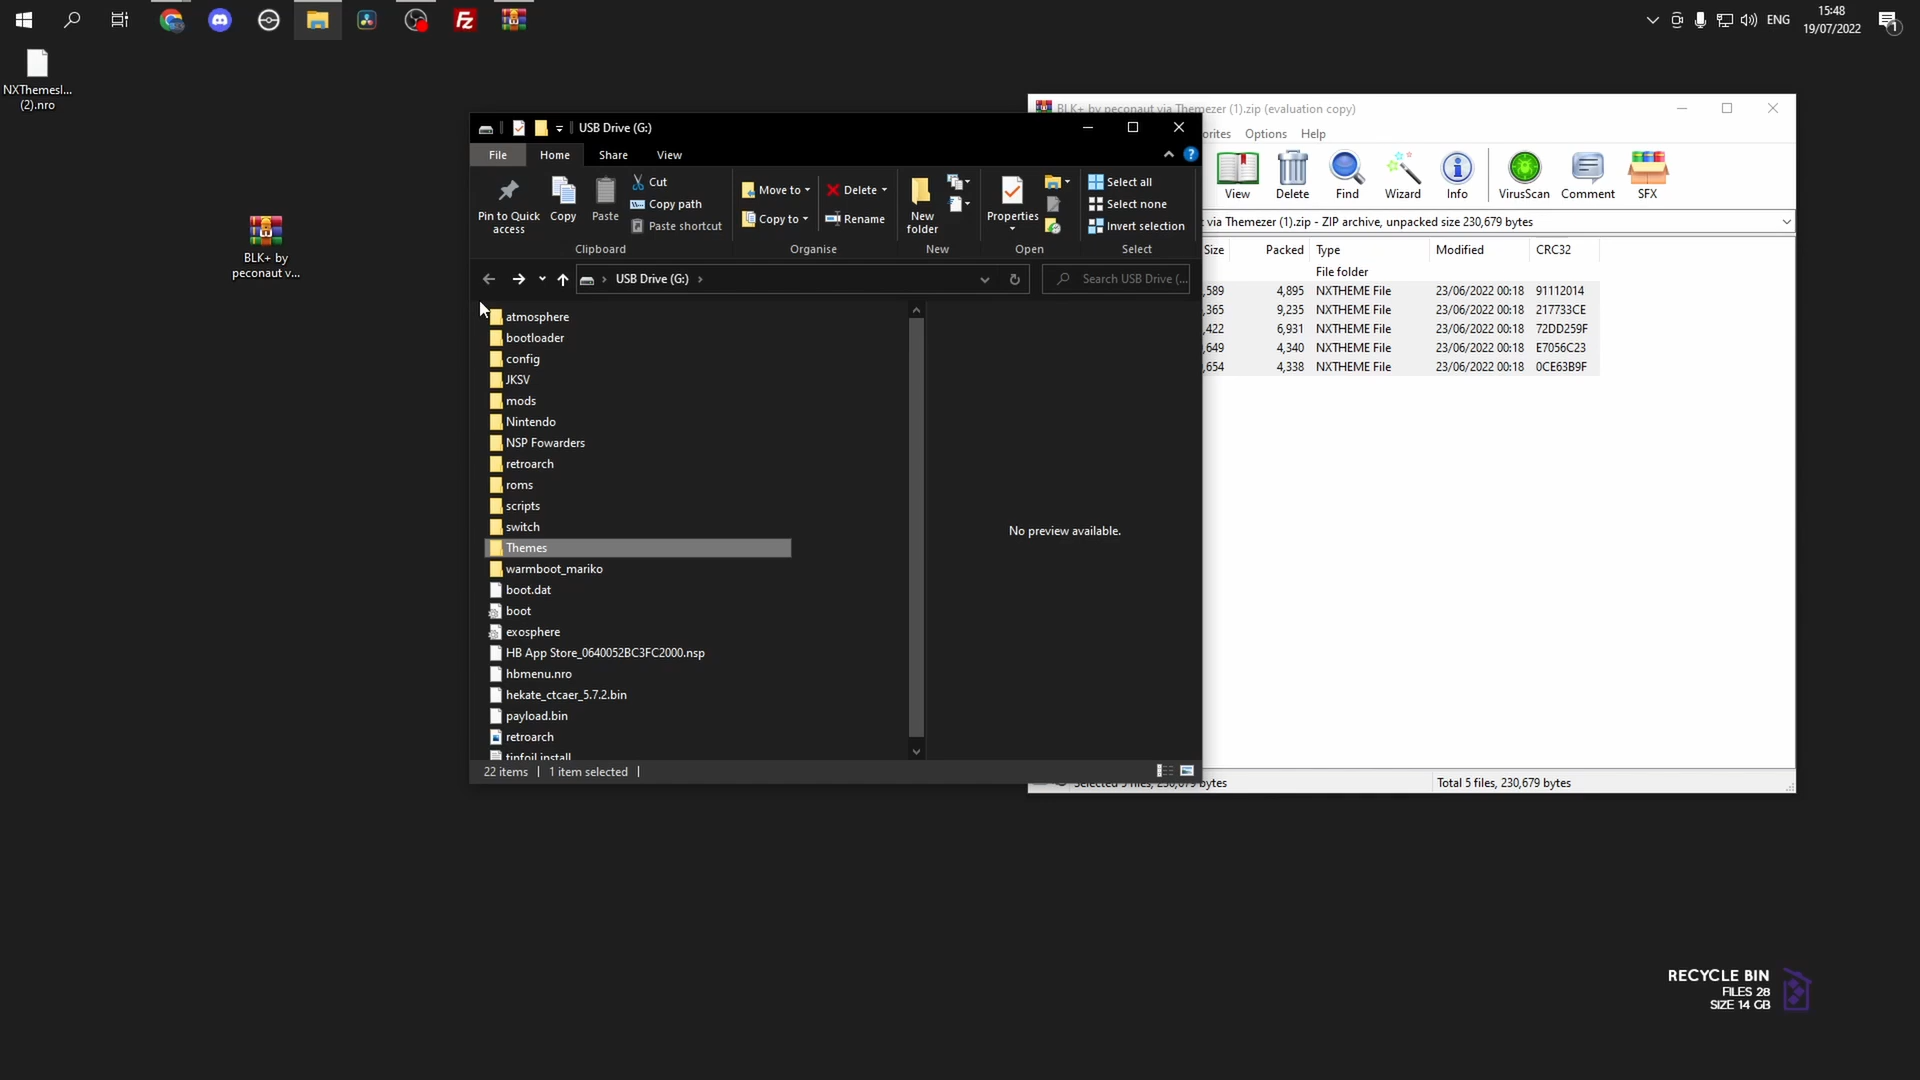 ENG
15:48
19/07/2022
1
NXThemesI...
(2).nro
BLK+ by
peconaut v...
BLK+ by peconaut via Themezer (1).zip (evaluation copy)
orites
Options
Help
View
Delete
Find
Wizard
Info
VirusScan
Comment
SFX
via Themezer (1).zip - ZIP archive, unpacked size 230,679 bytes
Size
Packed
Type
Modified
CRC32
File folder
,589
4,895
NXTHEME File
23/06/2022 00:18
91112014
,365
9,235
NXTHEME File
23/06/2022 00:18
217733CE
,422
6,931
NXTHEME File
23/06/2022 00:18
72DD259F
,649
4,340
NXTHEME File
23/06/2022 00:18
E7056C23
,654
4,338
NXTHEME File
23/06/2022 00:18
0CE63B9F
Selected 5 files, 230,679 bytes
Total 5 files, 230,679 bytes
USB Drive (G:)
File
Home
Share
View
Pin to Quick
access
Copy
Paste
Cut
Copy path
Paste shortcut
Clipboard
Move to
Copy to
Delete
Rename
Organise
New
folder
New
Properties
Open
Select all
Select none
Invert selection
Select
USB Drive (G:)
Search USB Drive (...
atmosphere
bootloader
config
JKSV
mods
Nintendo
NSP Fowarders
retroarch
roms
scripts
switch
Themes
warmboot_mariko
boot.dat
boot
exosphere
HB App Store_0640052BC3FC2000.nsp
hbmenu.nro
hekate_ctcaer_5.7.2.bin
payload.bin
retroarch
tinfoil.install
No preview available.
22 items
1 item selected
RECYCLE BIN
FILES 28
SIZE 14 GB